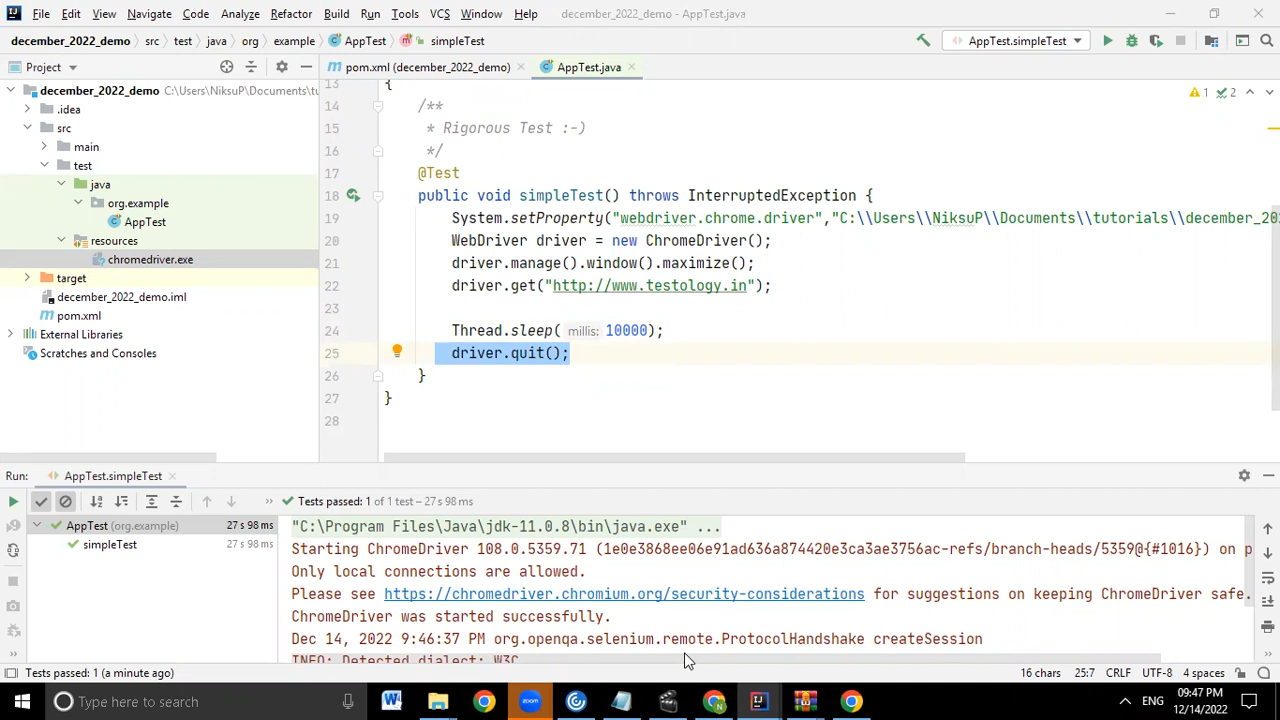 File Edit View Navigate Code Analyze Refactor Build Run Tools VCS Window Help december_2022_demo - AppTest.java
december_2022_demo src test java org example AppTest simpleTest AppTest.simpleTest
Project pom.xml (december_2022_demo) AppTest.java
december_2022_demo C:\Users\NiksuP\Documents\tu
.idea
src
main
test
java
org.example
AppTest
resources
chromedriver.exe
target
december_2022_demo.iml
pom.xml
External Libraries
Scratches and Consoles
1 2
13 {
14 /**
15 * Rigorous Test :-)
16 */
17 @Test
18 public void simpleTest() throws InterruptedException {
19 System.setProperty("webdriver.chrome.driver","C:\\Users\\NiksuP\\Documents\\tutorials\\december_20
20 WebDriver driver = new ChromeDriver();
21 driver.manage().window().maximize();
22 driver.get("http://www.testology.in");
23
24 Thread.sleep( millis: 10000);
25 driver.quit();
26 }
27 }
28
Run: AppTest.simpleTest
Tests passed: 1 of 1 test – 27 s 98 ms
AppTest (org.example) 27 s 98 ms
simpleTest 27 s 98 ms
"C:\Program Files\Java\jdk-11.0.8\bin\java.exe" ...
Starting ChromeDriver 108.0.5359.71 (1e0e3868ee06e91ad636a874420e3ca3ae3756ac-refs/branch-heads/5359@{#1016}) on p
Only local connections are allowed.
Please see https://chromedriver.chromium.org/security-considerations for suggestions on keeping ChromeDriver safe.
ChromeDriver was started successfully.
Dec 14, 2022 9:46:37 PM org.openqa.selenium.remote.ProtocolHandshake createSession
INFO: Detected dialect: W3C
Tests passed: 1 (a minute ago) 16 chars 25:7 CRLF UTF-8 4 spaces
Type here to search zoom ENG 09:47 PM
12/14/2022